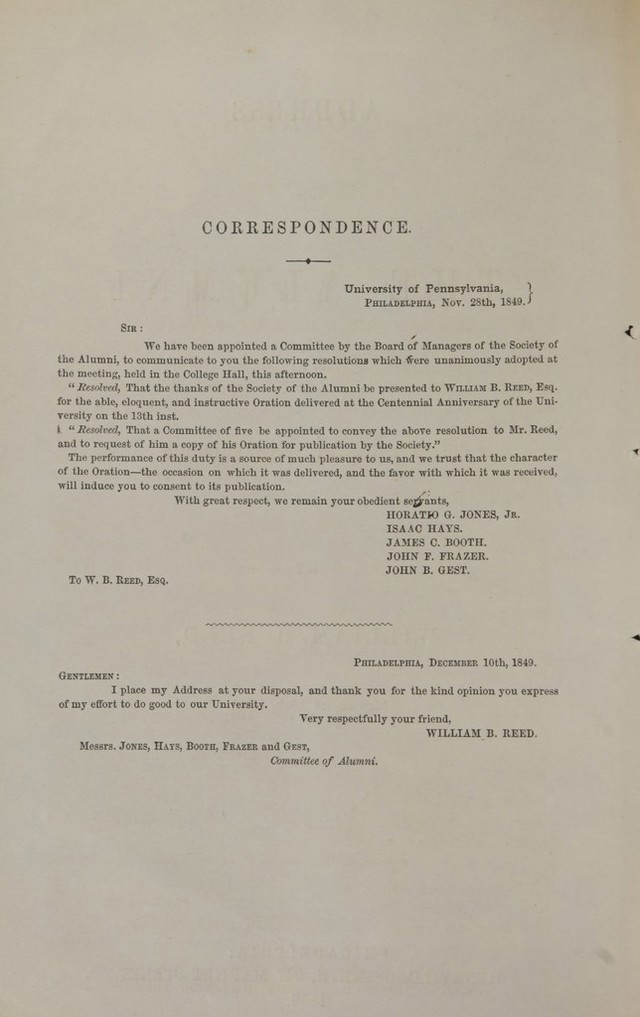 CORRESPONDENCE.
University of Pennsylvania, }
PHILADELPHIA, Nov. 28th, 1849.
SIR :
We have been appointed a Committee by the Board of Managers of the Society of
the Alumni, to communicate to you the following resolutions which were unanimously adopted at
the meeting, held in the College Hall, this afternoon.
"Resolved, That the thanks of the Society of the Alumni be presented to WILLIAM B. REED, Esq.
for the able, eloquent, and instructive Oration delivered at the Centennial Anniversary of the Uni-
versity on the 13th inst.
"Resolved, That a Committee of five be appointed to convey the above resolution to Mr. Reed,
and to request of him a copy of his Oration for publication by the Society."
The performance of this duty is a source of much pleasure to us, and we trust that the character
of the Oration—the occasion on which it was delivered, and the favor with which it was received,
will induce you to consent to its publication.
With great respect, we remain your obedient servants,
HORATIO G. JONES, JR.
ISAAC HAYS.
JAMES C. BOOTH.
JOHN F. FRAZER.
JOHN B. GEST.
To W. B. REED, ESQ.
PHILADELPHIA, DECEMBER 10th, 1849.
GENTLEMEN :
I place my Address at your disposal, and thank you for the kind opinion you express
of my effort to do good to our University.
Very respectfully your friend,
WILLIAM B. REED.
Messrs. JONES, HAYS, BOOTH, FRAZER and GEST,
Committee of Alumni.